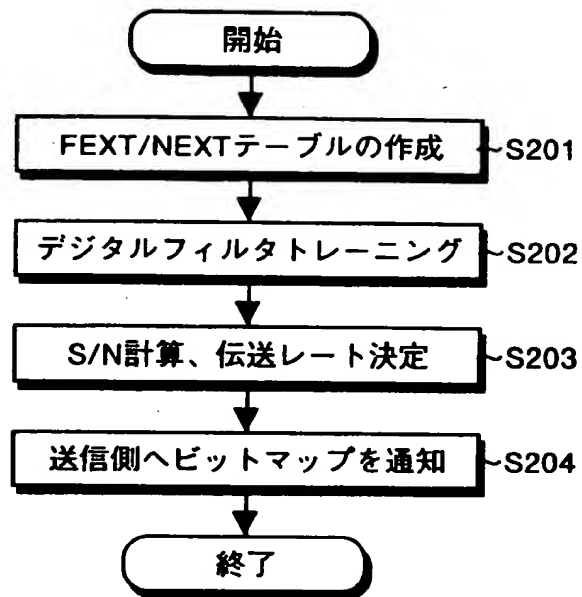 開始
FEXT/NEXTテーブルの作成 S201
デジタルフィルタトレーニング S202
S/N計算、伝送レート決定 S203
送信側へビットマップを通知 S204
終了